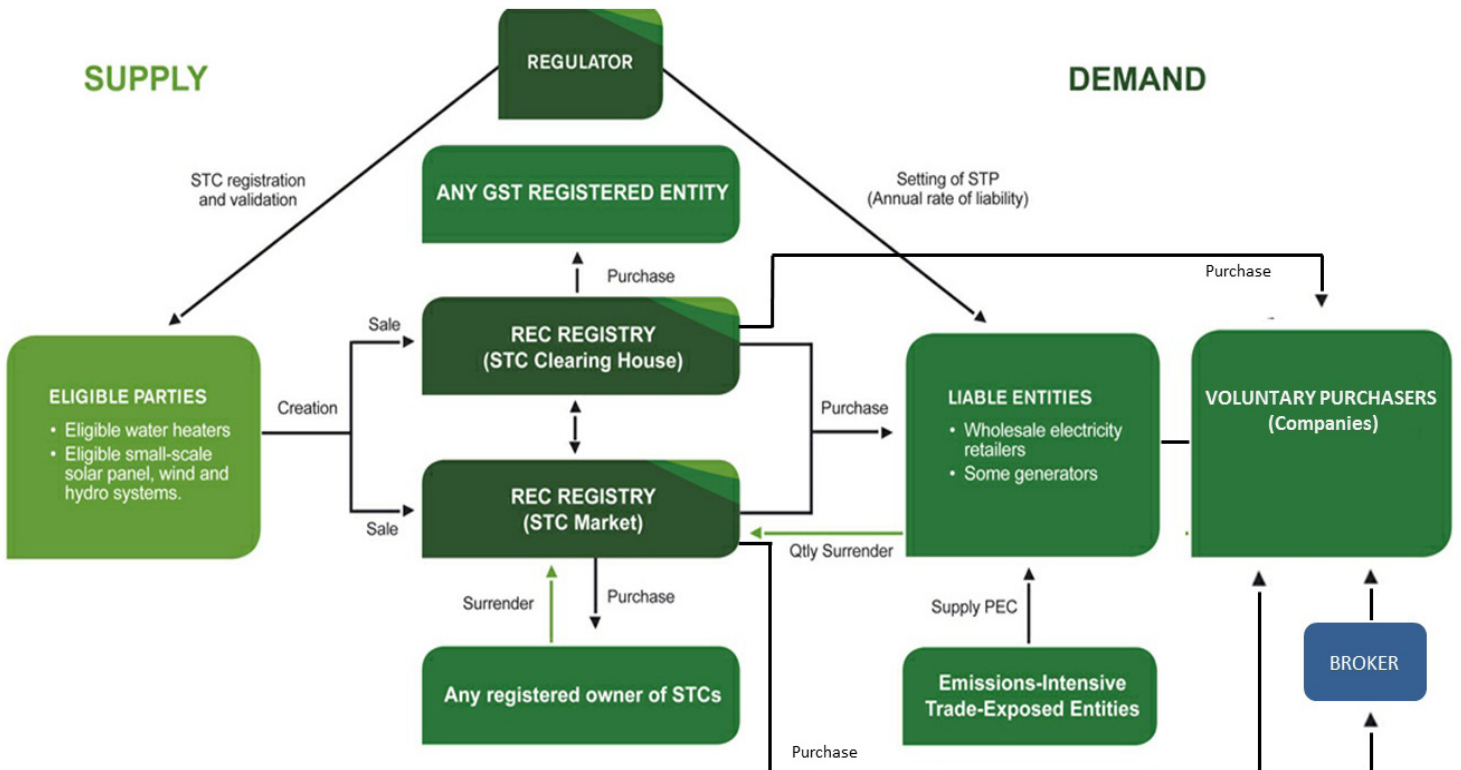 REGULATOR
SUPPLY
DEMAND
STC registration
and validation
ANY GST REGISTERED ENTITY
Setting of STP
(Annual rate of liability)
Purchase
Purchase
Sale
REC REGISTRY
(STC Clearing House)
ELIGIBLE PARTIES
• Eligible water heaters
• Eligible small-scale
solar panel, wind and
hydro systems.
Creation
Purchase
LIABLE ENTITIES
• Wholesale electricity
retailers
• Some generators
VOLUNTARY PURCHASERS
(Companies)
REC REGISTRY
(STC Market)
Sale
Qtly Surrender
Surrender
Purchase
Supply PEC
BROKER
Any registered owner of STCs
Emissions-Intensive
Trade-Exposed Entities
Purchase